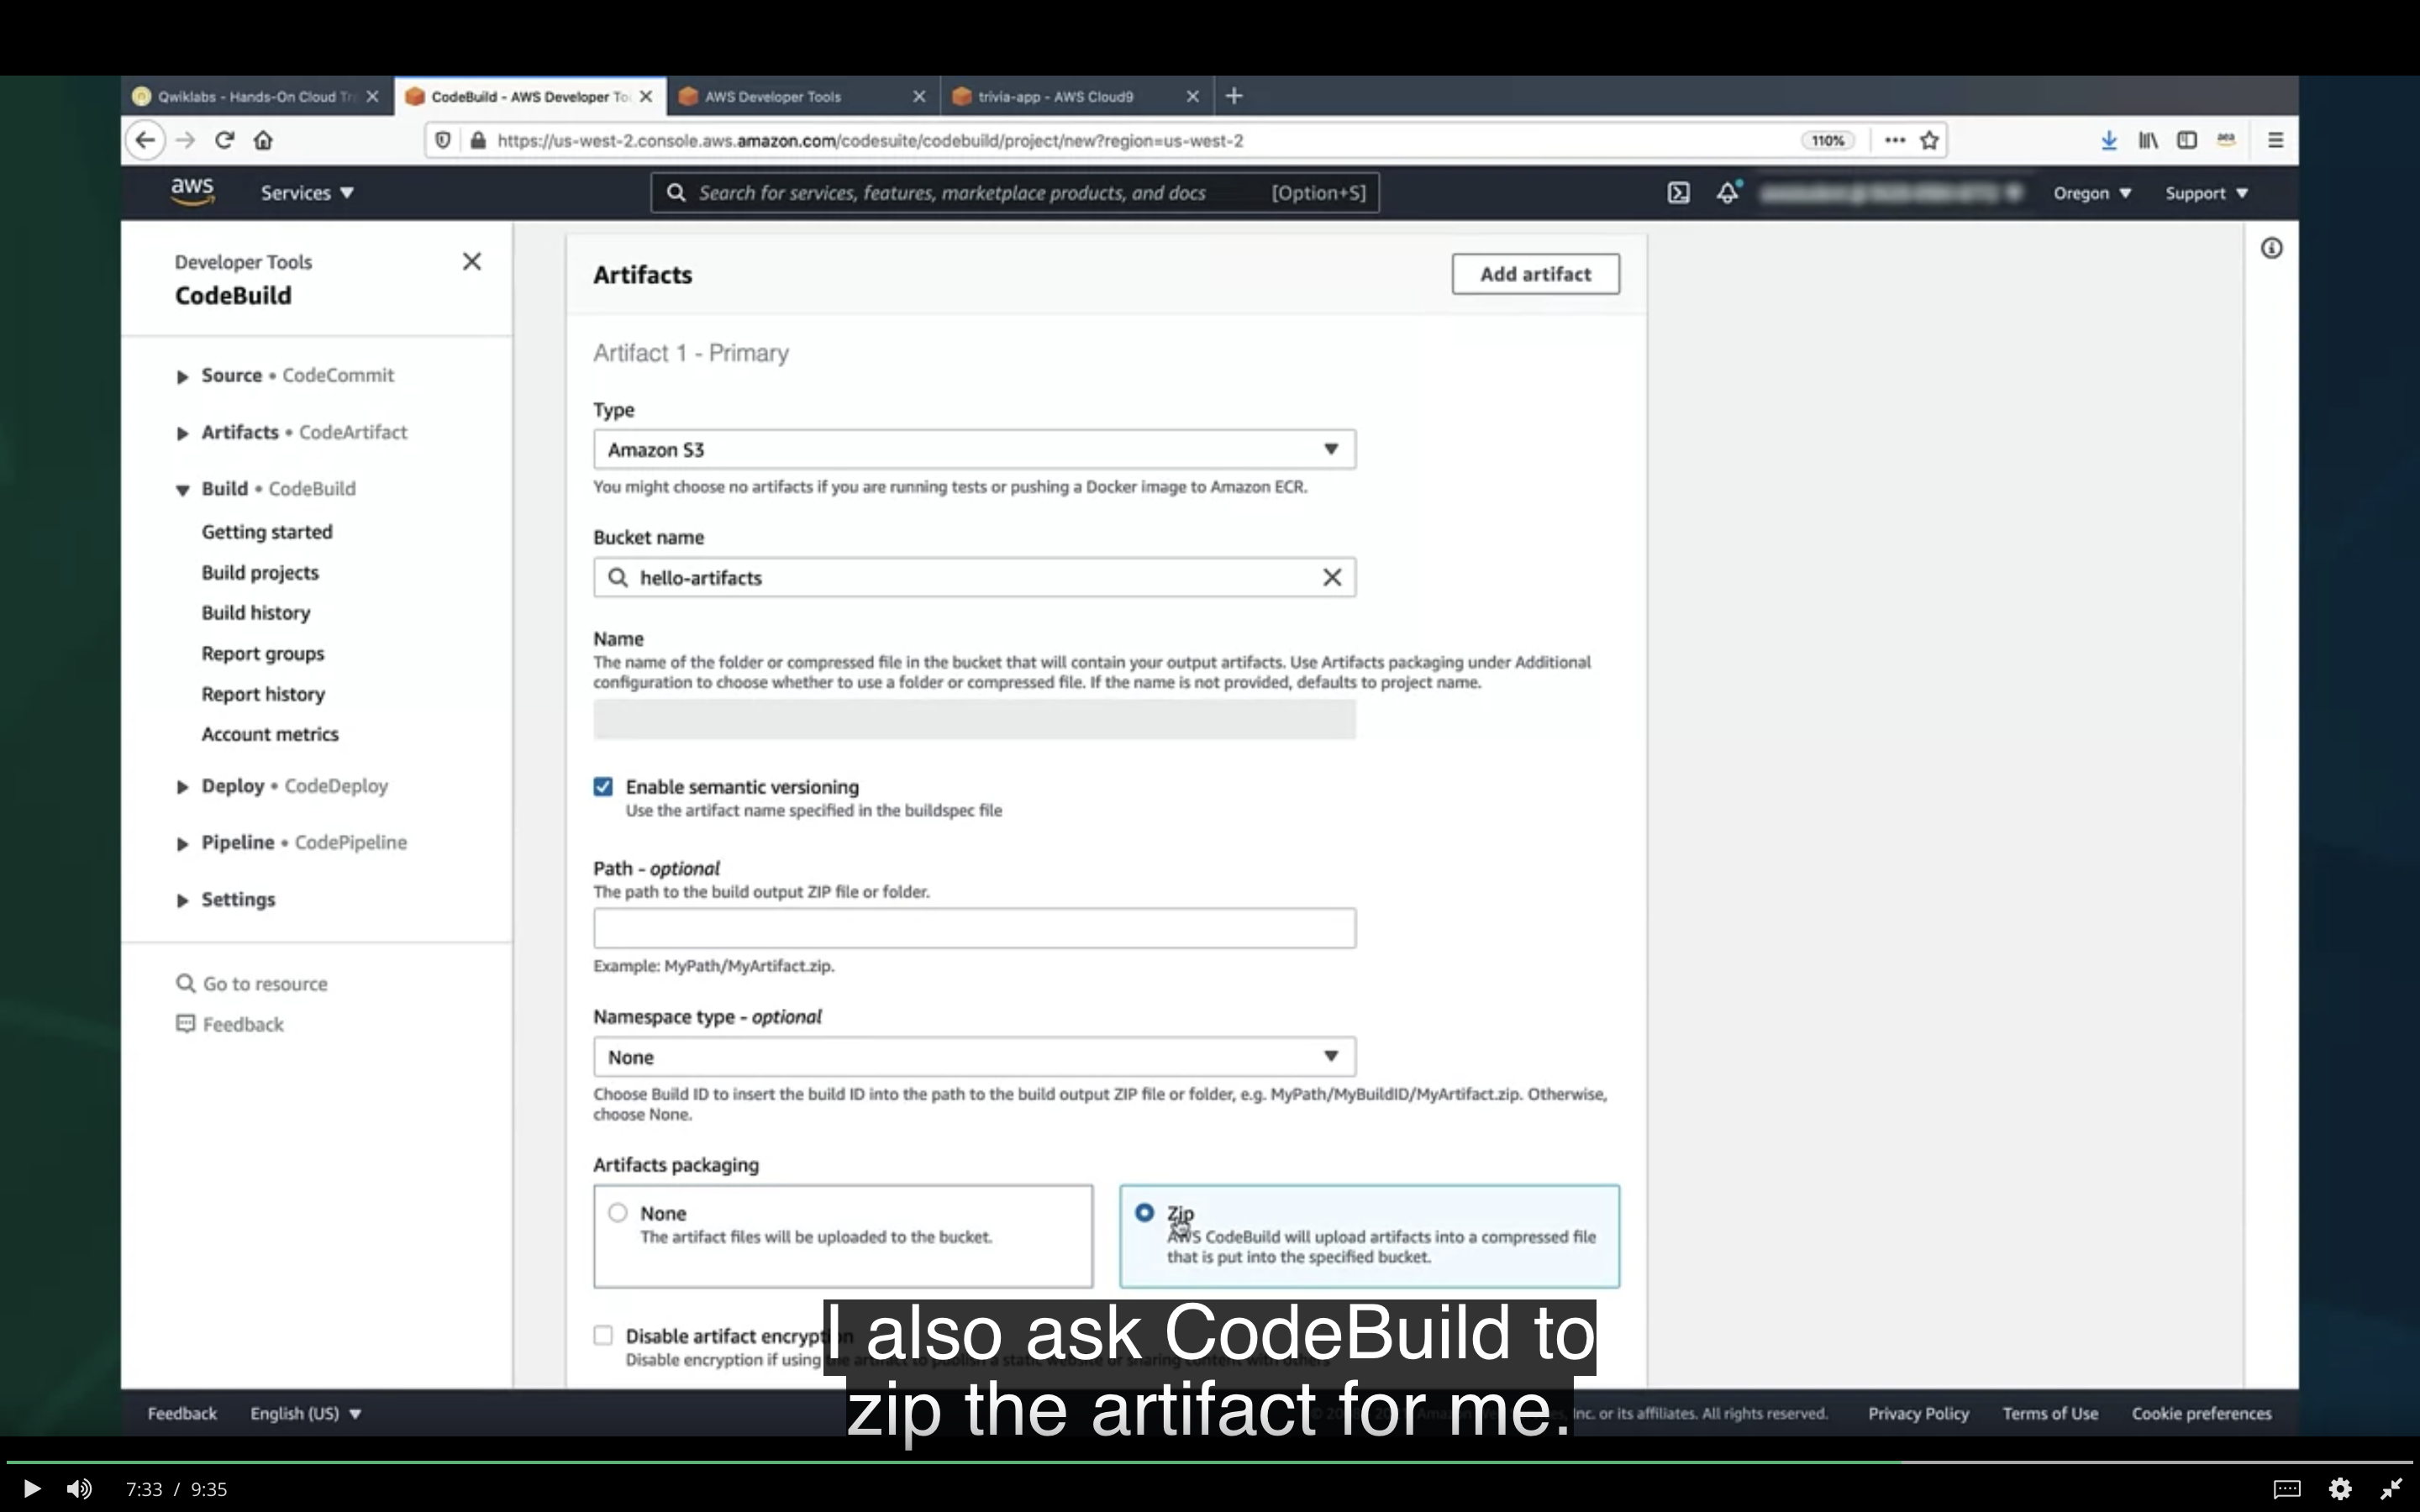 Qwiklabs - Hands-On Cloud Tr
CodeBuild - AWS Developer To
AWS Developer Tools
trivia-app - AWS Cloud9
https://us-west-2.console.aws.amazon.com/codesuite/codebuild/project/new?region=us-west-2
110%
aws
Services
Search for services, features, marketplace products, and docs
[Option+S]
Oregon
Support
Developer Tools
CodeBuild
Source • CodeCommit
Artifacts • CodeArtifact
Build • CodeBuild
Getting started
Build projects
Build history
Report groups
Report history
Account metrics
Deploy • CodeDeploy
Pipeline • CodePipeline
Settings
Go to resource
Feedback
Artifacts
Add artifact
Artifact 1 - Primary
Type
Amazon S3
You might choose no artifacts if you are running tests or pushing a Docker image to Amazon ECR.
Bucket name
hello-artifacts
Name
The name of the folder or compressed file in the bucket that will contain your output artifacts. Use Artifacts packaging under Additional
configuration to choose whether to use a folder or compressed file. If the name is not provided, defaults to project name.
Enable semantic versioning
Use the artifact name specified in the buildspec file
Path - optional
The path to the build output ZIP file or folder.
Example: MyPath/MyArtifact.zip.
Namespace type - optional
None
Choose Build ID to insert the build ID into the path to the build output ZIP file or folder, e.g. MyPath/MyBuildID/MyArtifact.zip. Otherwise,
choose None.
Artifacts packaging
None
The artifact files will be uploaded to the bucket.
Zip
AWS CodeBuild will upload artifacts into a compressed file
that is put into the specified bucket.
Disable artifact encryption
Disable encryption if using the artifact to publish a static website or sharing content with others
I also ask CodeBuild to
zip the artifact for me.
Feedback
English (US)
Inc. or its affiliates. All rights reserved.
Privacy Policy
Terms of Use
Cookie preferences
7:33 / 9:35